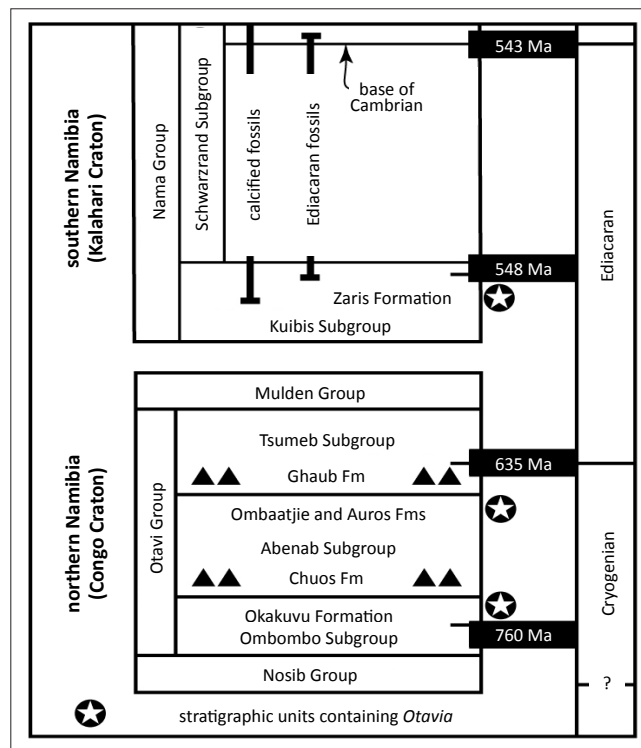 southern Namibia
(Kalahari Craton)
Nama Group
Schwarzrand Subgroup
calcified fossils
Ediacaran fossils
base of
Cambrian
543 Ma
548 Ma
Zaris Formation
Kuibis Subgroup
Ediacaran
northern Namibia
(Congo Craton)
Mulden Group
Otavi Group
Tsumeb Subgroup
635 Ma
Ghaub Fm
Ombaatjie and Auros Fms
Abenab Subgroup
Chuos Fm
Okakuvu Formation
Ombombo Subgroup
760 Ma
Nosib Group
Cryogenian
?
stratigraphic units containing Otavia